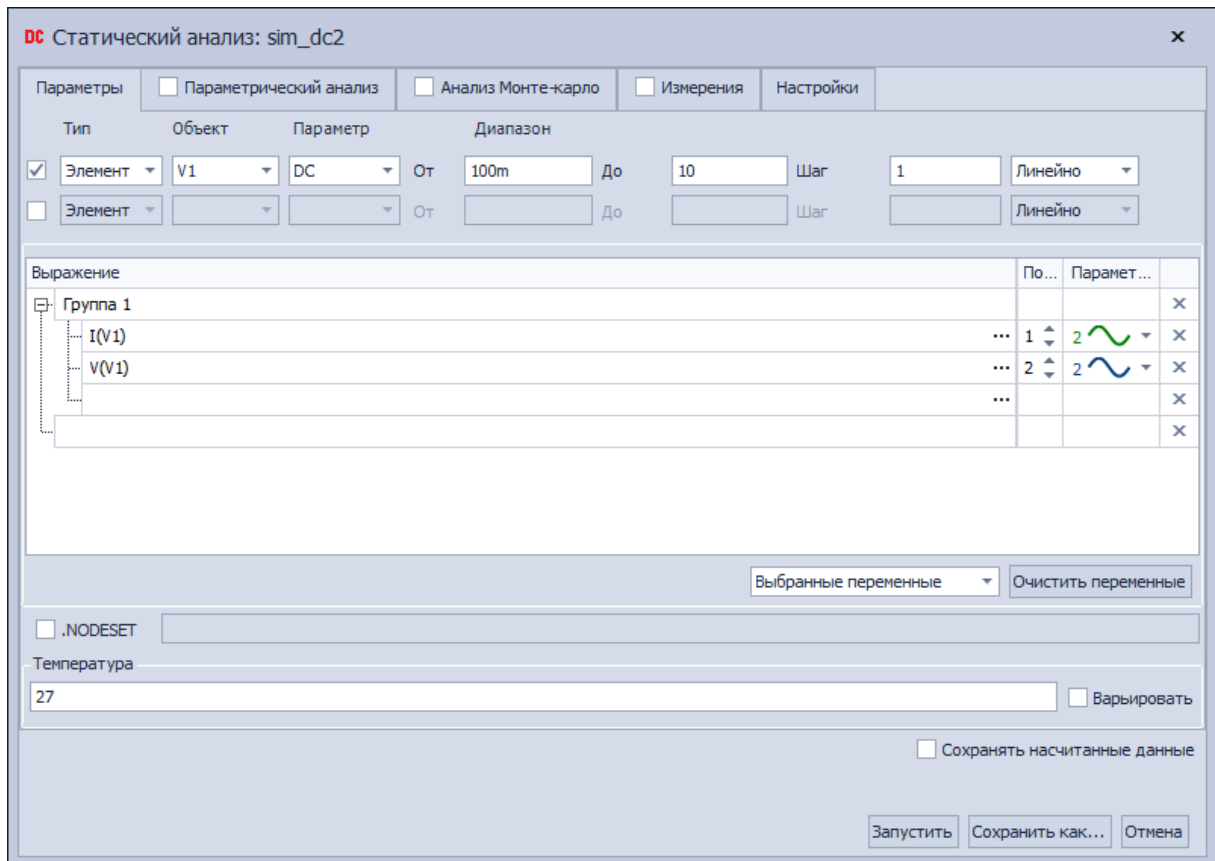 DC Статический анализ: sim_dc2
Параметры Параметрический анализ Анализ Монте-карло Измерения Настройки
Тип Объект Параметр Диапазон
Элемент V1 DC От 100m До 10 Шаг 1 Линейно
Элемент От До Шаг Линейно
Выражение По... Парамет...
Группа 1
I(V1) ... 1 2
V(V1) ... 2 2
...
Выбранные переменные Очистить переменные
.NODESET
Температура
27 Варьировать
Сохранять насчитанные данные
Запустить Сохранить как... Отмена